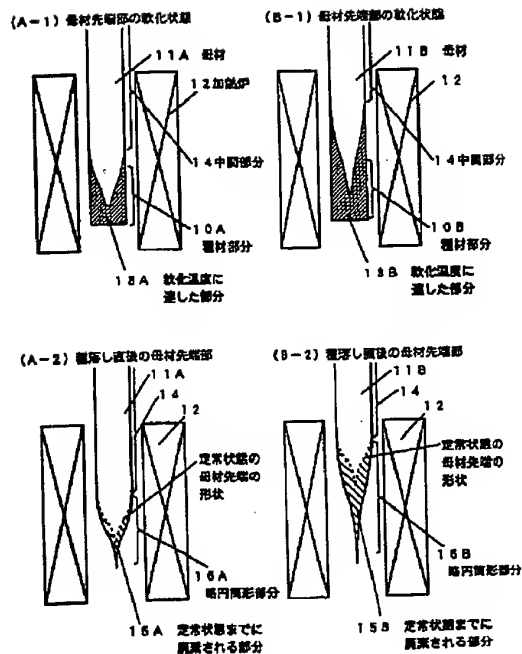 (A-1) 母材先端部の軟化状態
11A 母材
12加熱炉
14中間部分
10A
種材部分
13A 軟化温度に
達した部分
(B-1) 母材先端部の軟化状態
11B 母材
12
14中間部分
10B
種材部分
13B 軟化温度に
達した部分
(A-2) 種落し直後の母材先端部
11A
14
12
定常状態の
母材先端の
形状
16A
略円筒形部分
15A 定常状態までに
廃棄される部分
(B-2) 種落し直後の母材先端部
11B
14
12
定常状態の
母材先端の
形状
16B
略円筒形部分
15B 定常状態までに
廃棄される部分